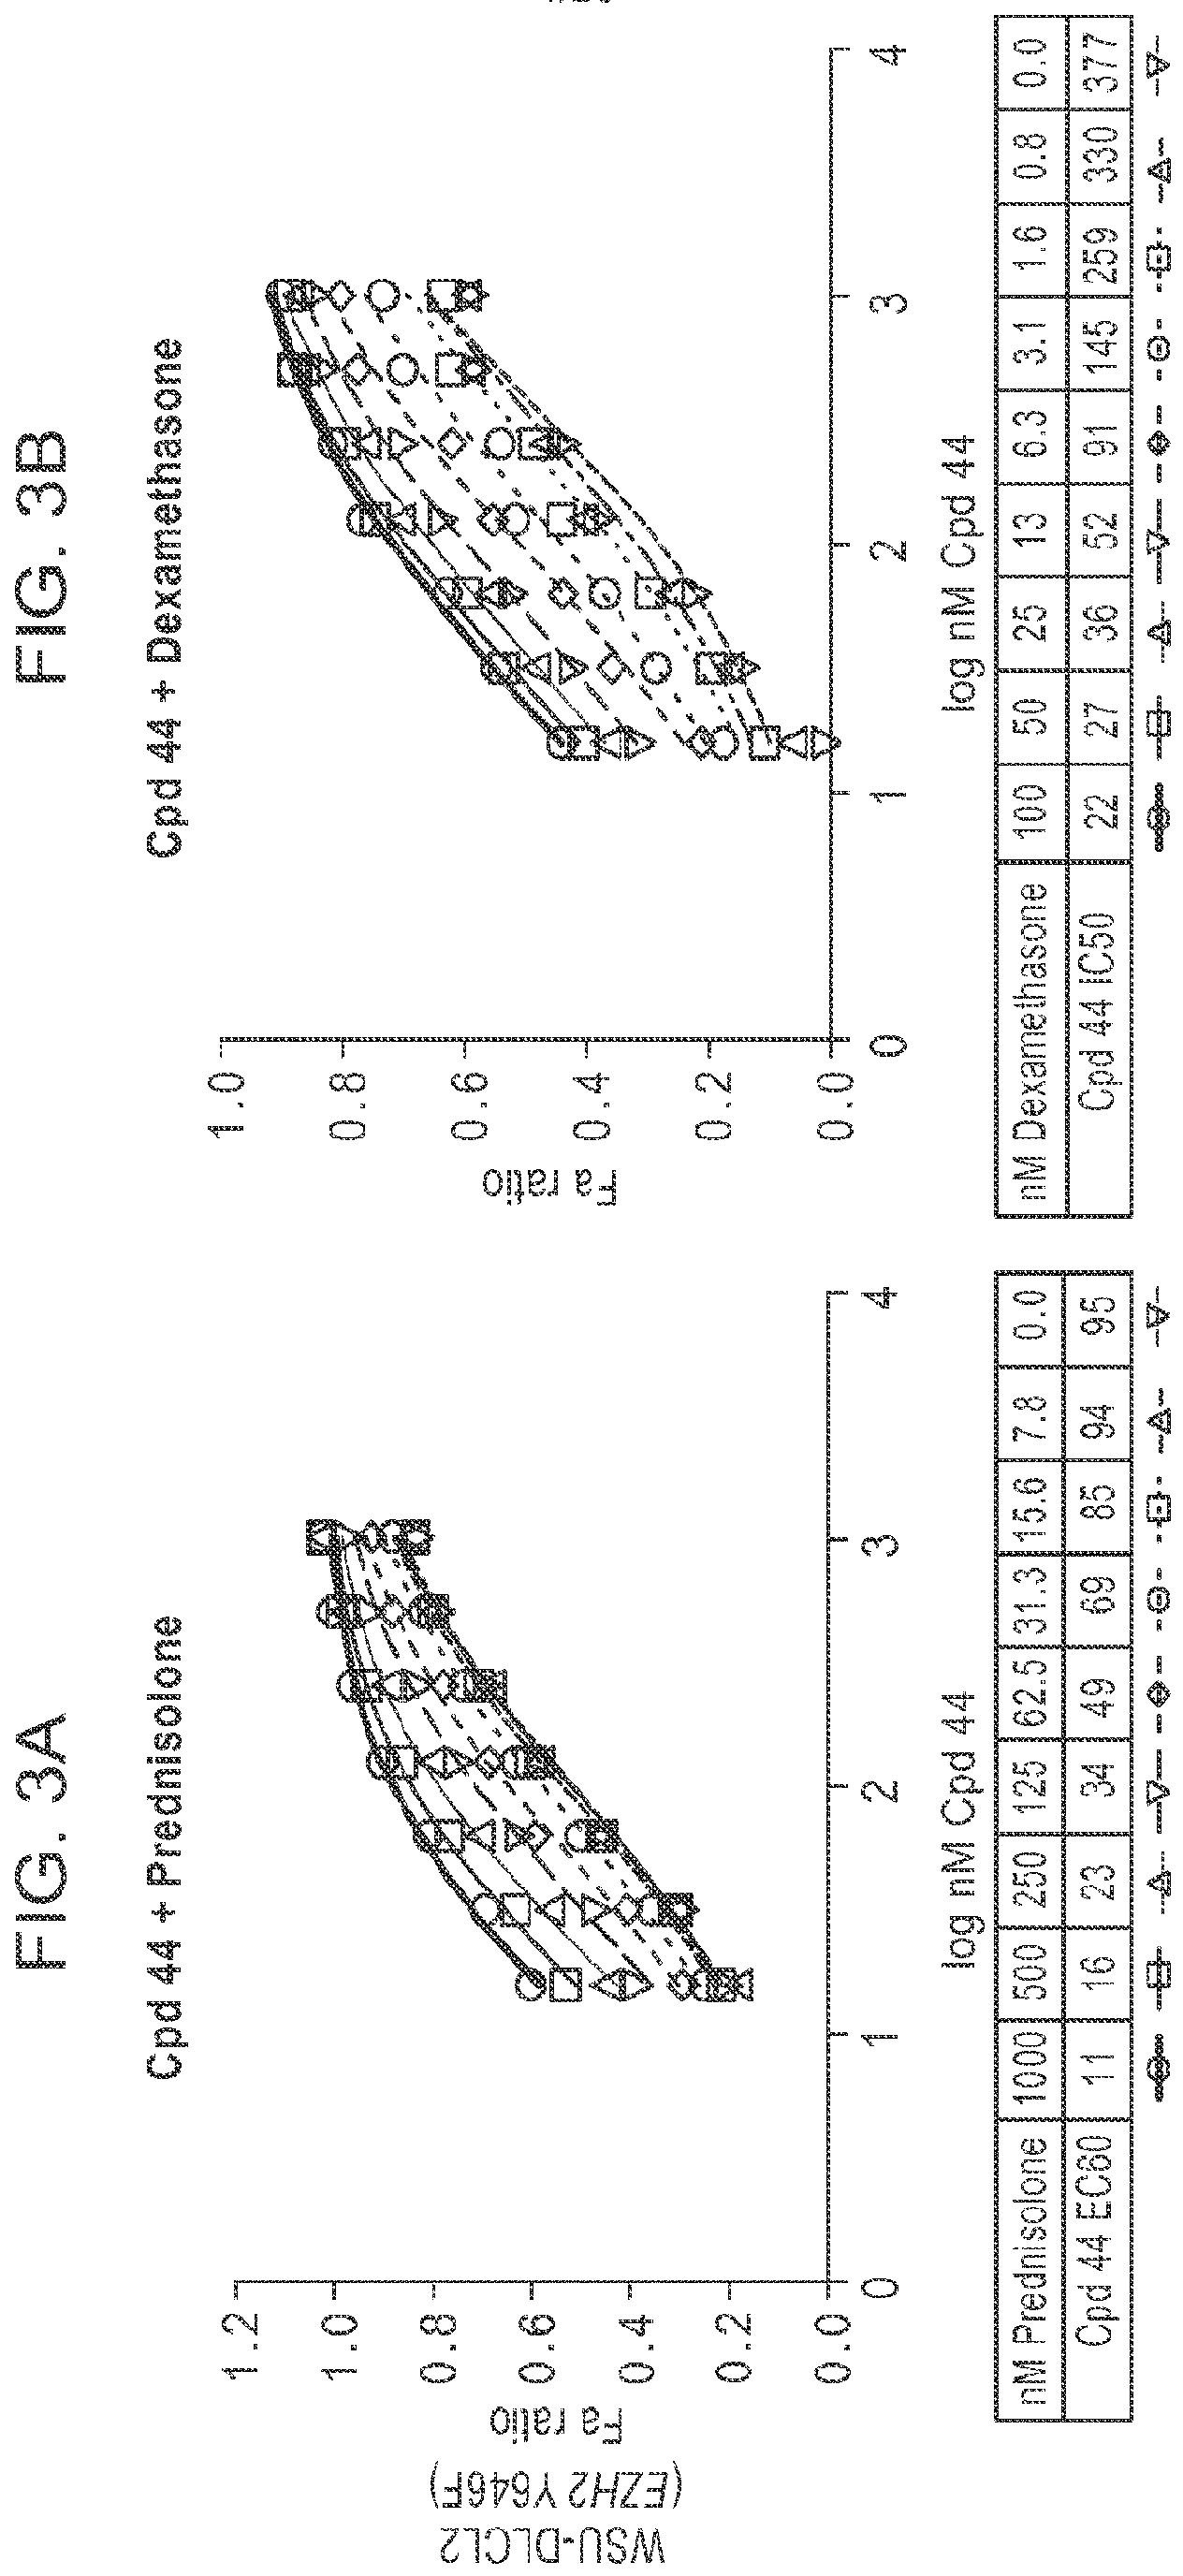 FIG. 3A
Cpd 44 + Prednisolone
WSU-DLCL2
(EZH2 Y646F)
Fa ratio
1.2
1.0
0.8
0.6
0.4
0.2
0.0
0 1 2 3 4
log nM Cpd 44
nM Prednisolone 1000 500 250 125 62.5 31.3 15.6 7.8 0.0
Cpd 44 EC60 11 16 23 34 49 69 85 94 95
FIG. 3B
Cpd 44 + Dexamethasone
Fa ratio
1.0
0.8
0.6
0.4
0.2
0.0
0 1 2 3 4
log nM Cpd 44
nM Dexamethasone 100 50 25 13 6.3 3.1 1.6 0.8 0.0
Cpd 44 IC50 22 27 36 52 91 145 259 330 377